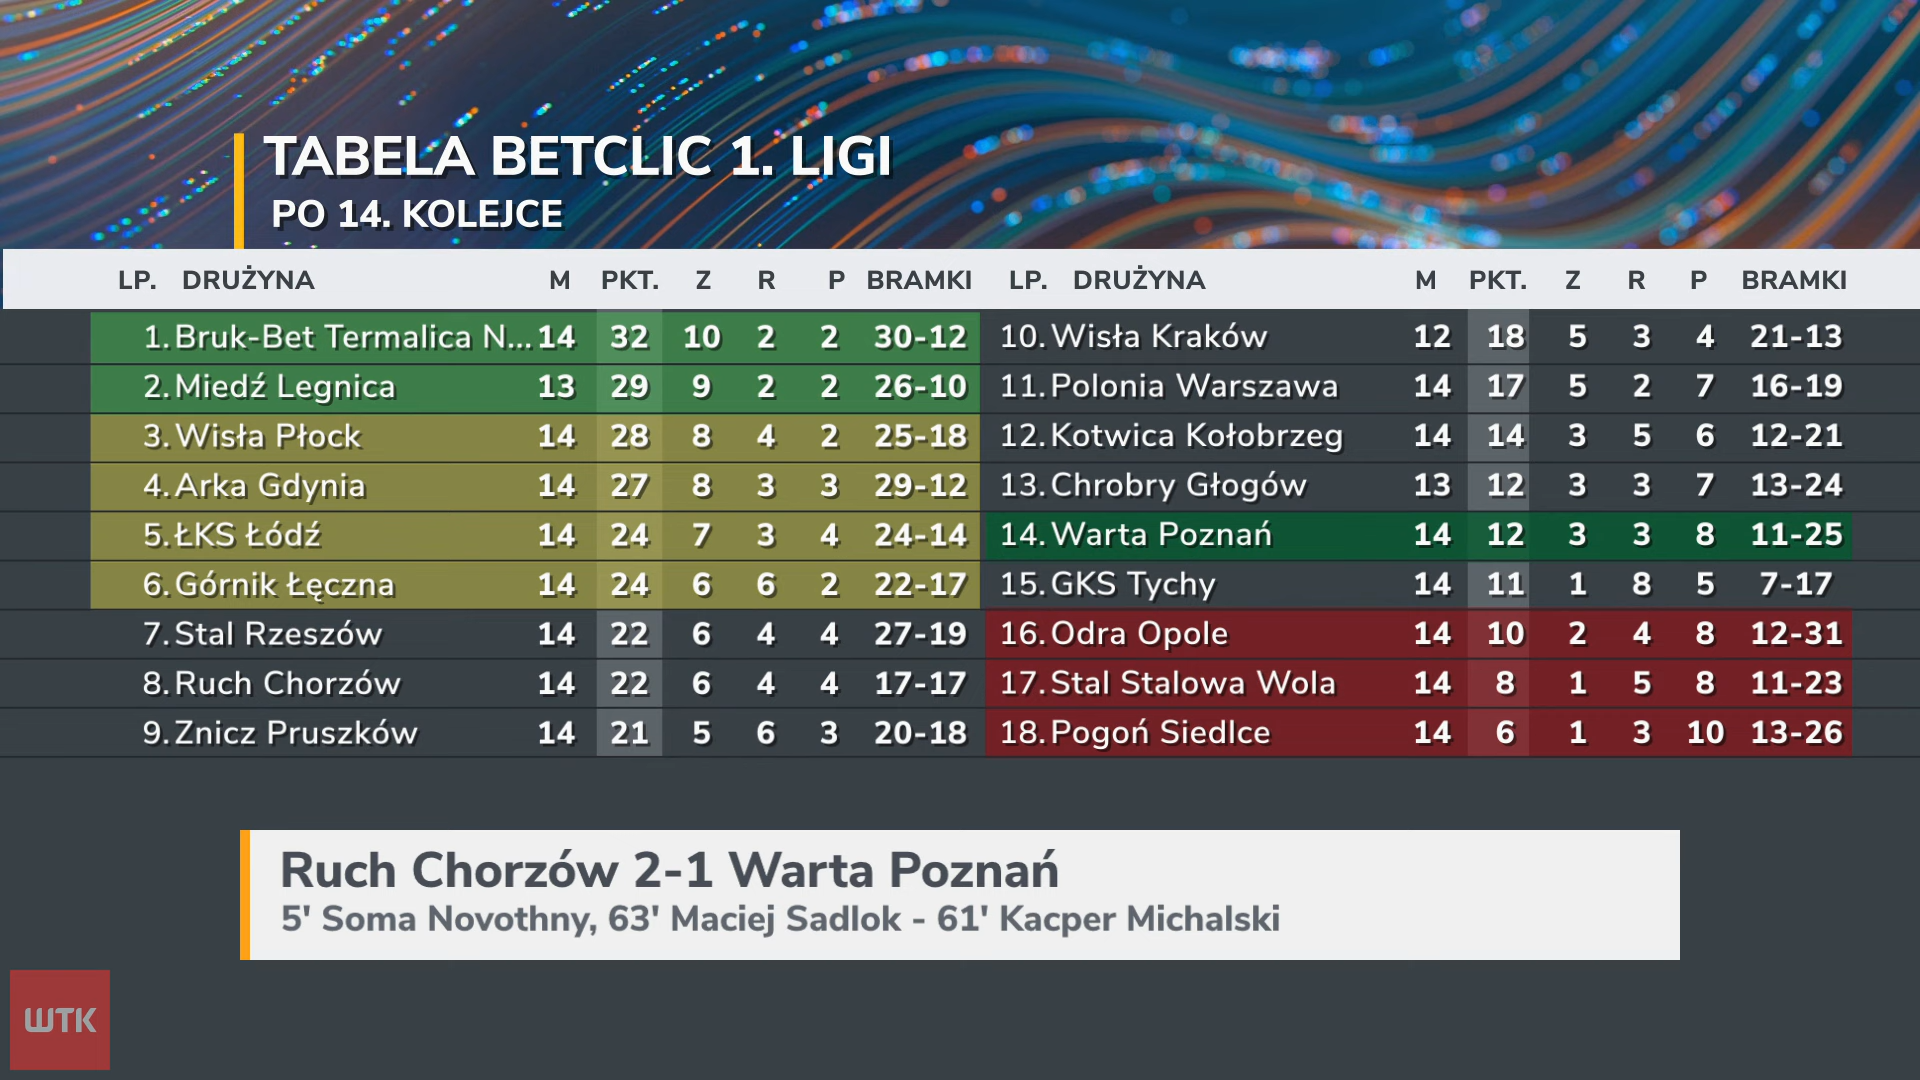 TABELA BETCLIC 1. LIGI
PO 14. KOLEJCE
LP. DRUŻYNA M PKT. Z R P BRAMKI LP. DRUŻYNA M PKT. Z R P BRAMKI
1. Bruk-Bet Termalica N... 14 32 10 2 2 30-12 10. Wisła Kraków 12 18 5 3 4 21-13
2. Miedź Legnica 13 29 9 2 2 26-10 11. Polonia Warszawa 14 17 5 2 7 16-19
3. Wisła Płock 14 28 8 4 2 25-18 12. Kotwica Kołobrzeg 14 14 3 5 6 12-21
4. Arka Gdynia 14 27 8 3 3 29-12 13. Chrobry Głogów 13 12 3 3 7 13-24
5. ŁKS Łódź 14 24 7 3 4 24-14 14. Warta Poznań 14 12 3 3 8 11-25
6. Górnik Łęczna 14 24 6 6 2 22-17 15. GKS Tychy 14 11 1 8 5 7-17
7. Stal Rzeszów 14 22 6 4 4 27-19 16. Odra Opole 14 10 2 4 8 12-31
8. Ruch Chorzów 14 22 6 4 4 17-17 17. Stal Stalowa Wola 14 8 1 5 8 11-23
9. Znicz Pruszków 14 21 5 6 3 20-18 18. Pogoń Siedlce 14 6 1 3 10 13-26
Ruch Chorzów 2-1 Warta Poznań
5' Soma Novothny, 63' Maciej Sadlok - 61' Kacper Michalski
WTK